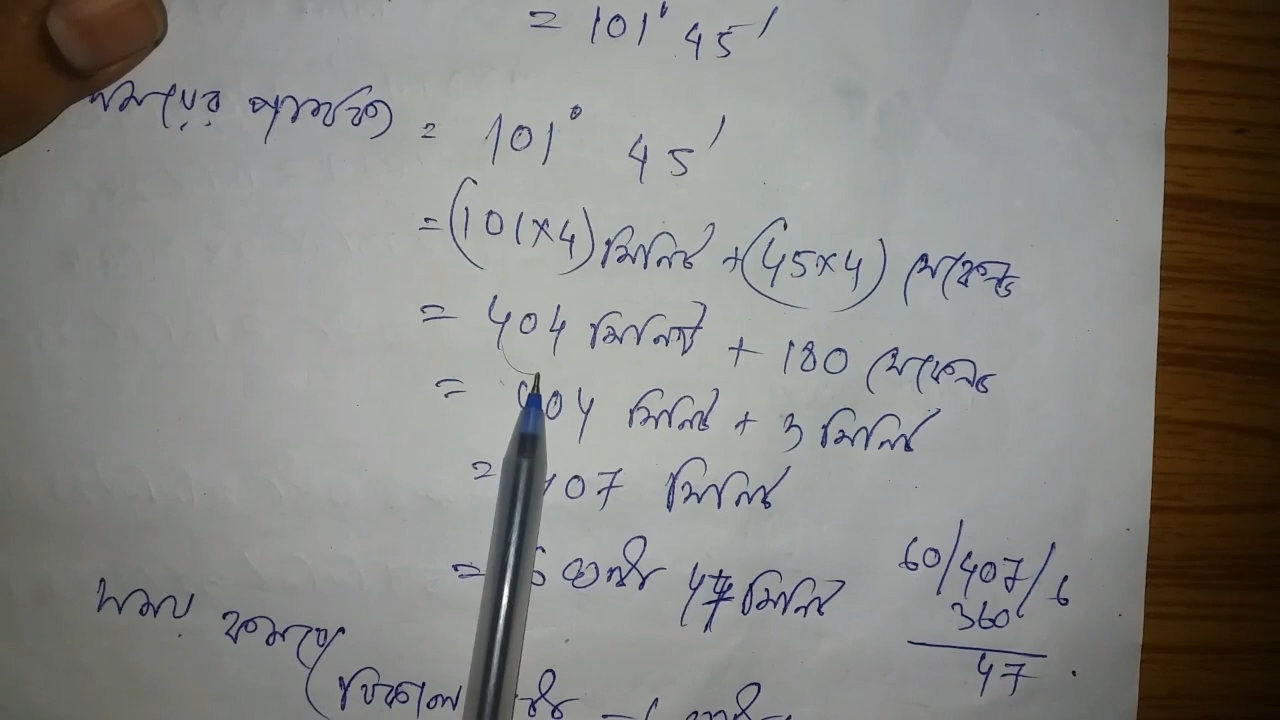 = 101° 45′
সময়ের পার্থক্য = 101° 45′
= (101×4) মিনিট + (45×4) সেকেন্ড
= 404 মিনিট + 180 সেকেন্ড
= 404 মিনিট + 3 মিনিট
= 407 মিনিট
= 6 ঘন্টা 47 মিনিট
60/407/6
360
47
সময়
(বিকাল